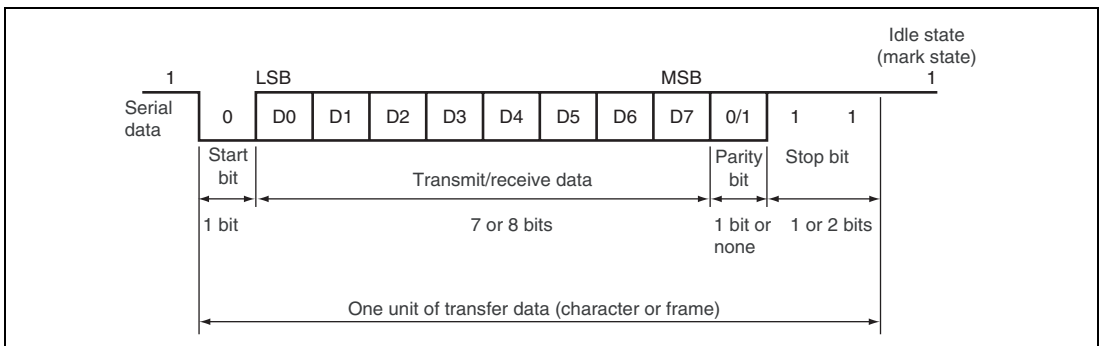 Idle state
(mark state)
1 LSB MSB 1
Serial
data
0 D0 D1 D2 D3 D4 D5 D6 D7 0/1 1 1
Start
bit
Transmit/receive data
Parity
bit
Stop bit
1 bit
7 or 8 bits
1 bit or
none
1 or 2 bits
One unit of transfer data (character or frame)